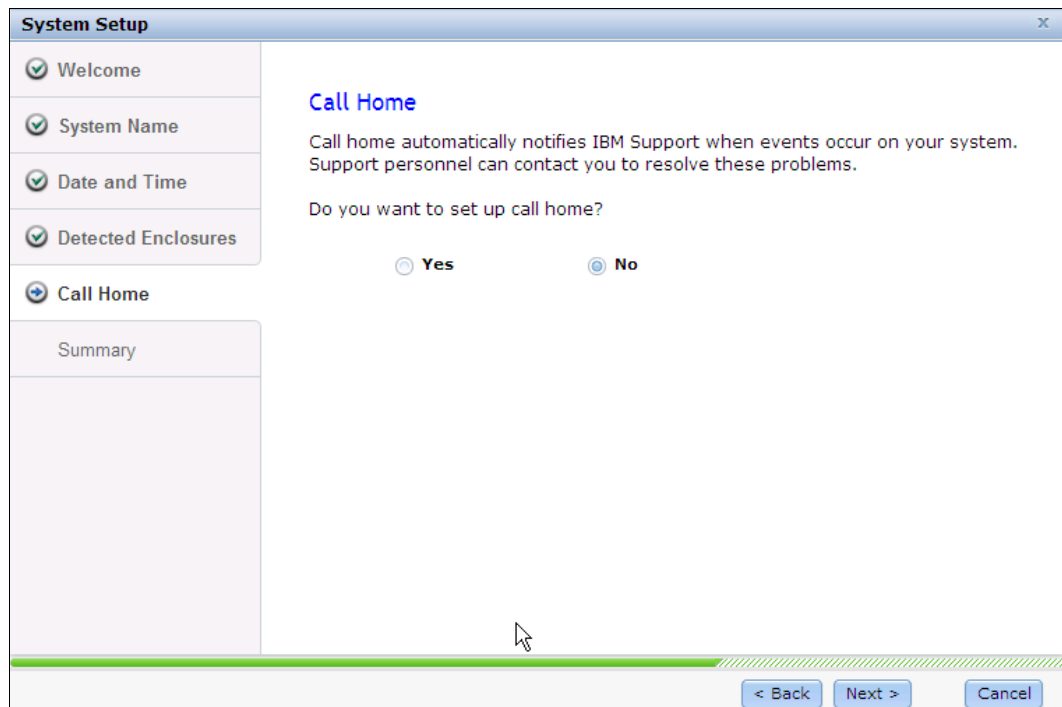 System Setup
x
Welcome
System Name
Date and Time
Detected Enclosures
Call Home
Summary
Call Home
Call home automatically notifies IBM Support when events occur on your system.
Support personnel can contact you to resolve these problems.
Do you want to set up call home?
Yes No
< Back Next > Cancel